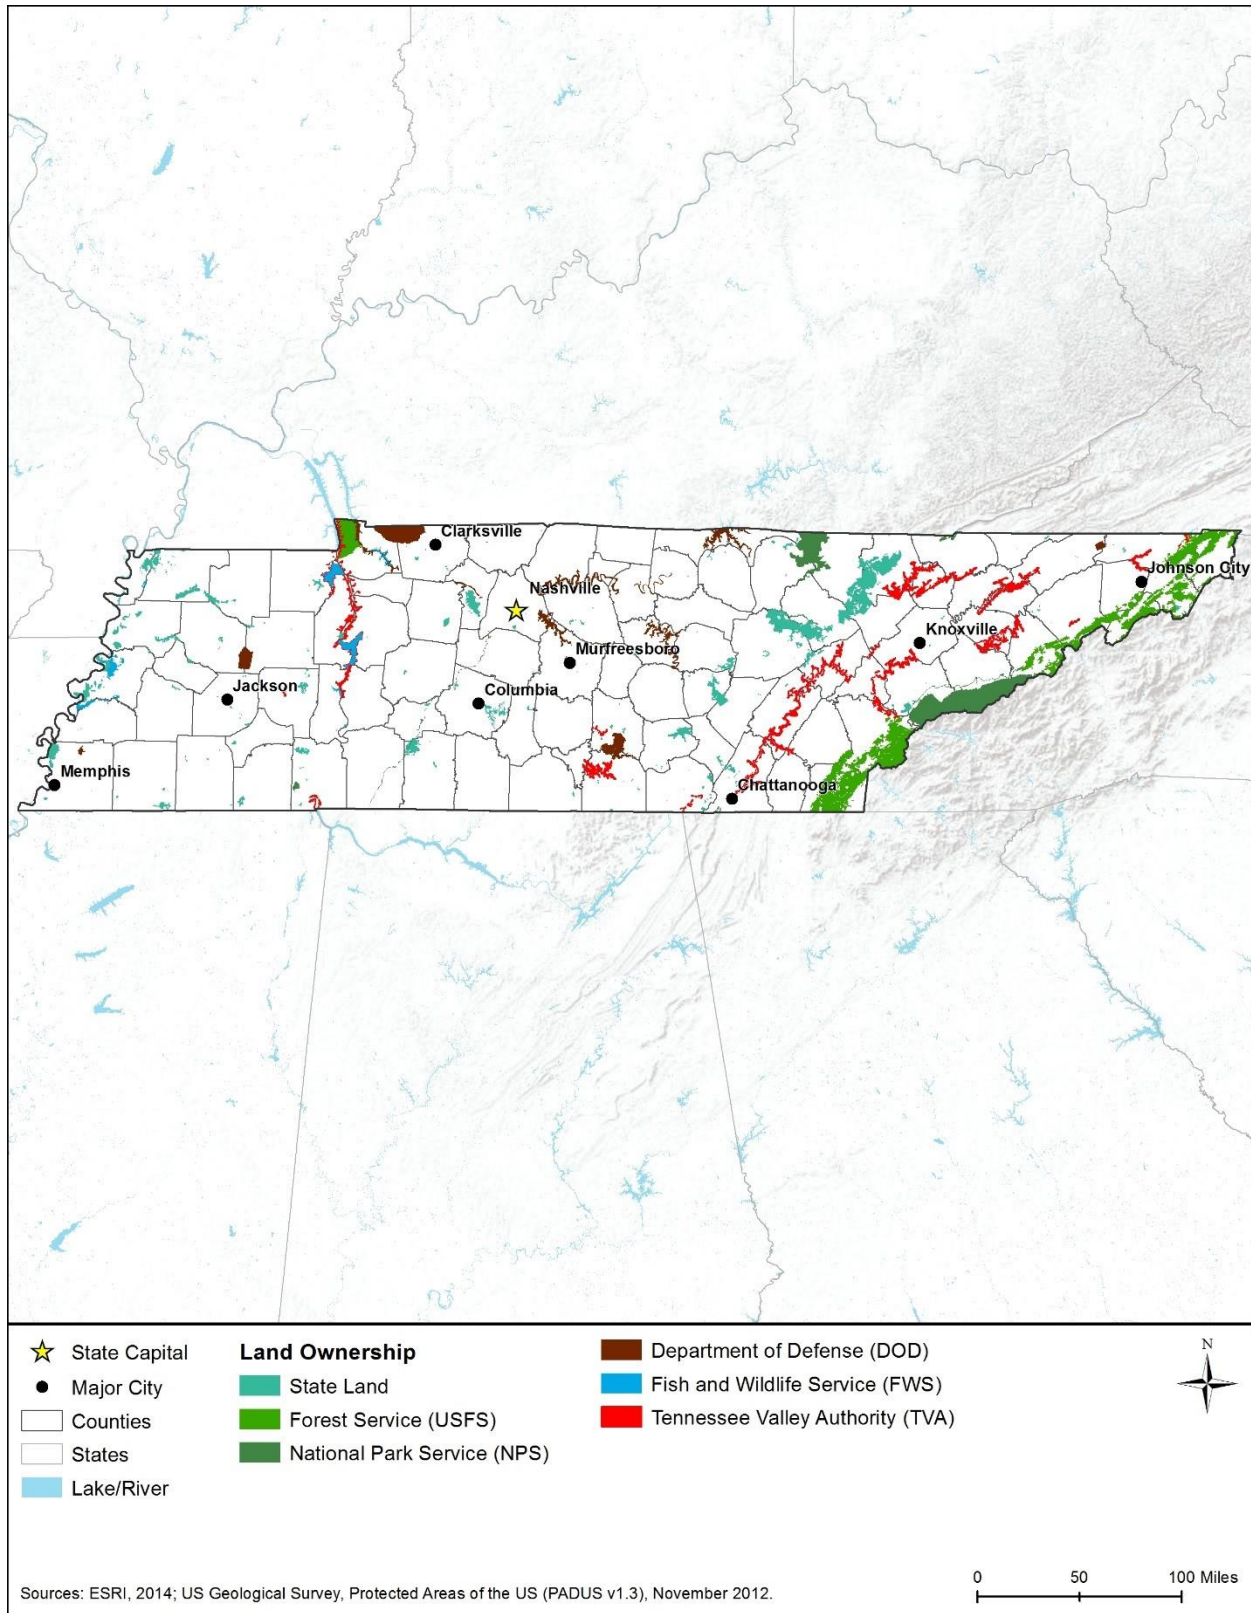 Clarksville
Nashville
Johnson City
Knoxville
Murfreesboro
Jackson
Columbia
Memphis
Chattanooga
State Capital
Major City
Counties
States
Lake/River
Land Ownership
State Land
Forest Service (USFS)
National Park Service (NPS)
Department of Defense (DOD)
Fish and Wildlife Service (FWS)
Tennessee Valley Authority (TVA)
N
Sources: ESRI, 2014; US Geological Survey, Protected Areas of the US (PADUS v1.3), November 2012.
0 50 100 Miles